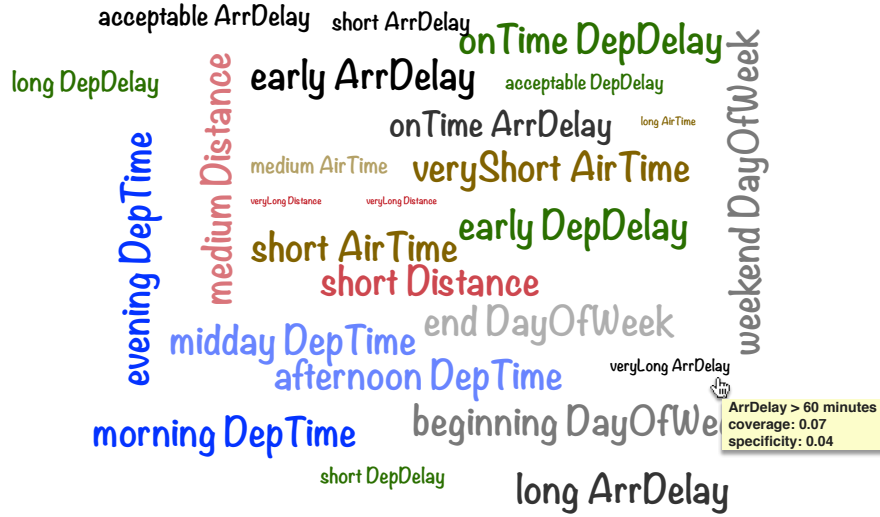 acceptable ArrDelay
short ArrDelay
onTime DepDelay
long DepDelay
early ArrDelay
acceptable DepDelay
medium Distance
weekend DayOfWeek
onTime ArrDelay
long AirTime
evening DepTime
medium AirTime
veryShort AirTime
veryLong Distance
veryLong Distance
short AirTime
early DepDelay
short Distance
end DayOfWeek
midday DepTime
afternoon DepTime
veryLong ArrDelay
ArrDelay > 60 minutes
coverage: 0.07
specificity: 0.04
beginning DayOfWe
morning DepTime
short DepDelay
long ArrDelay